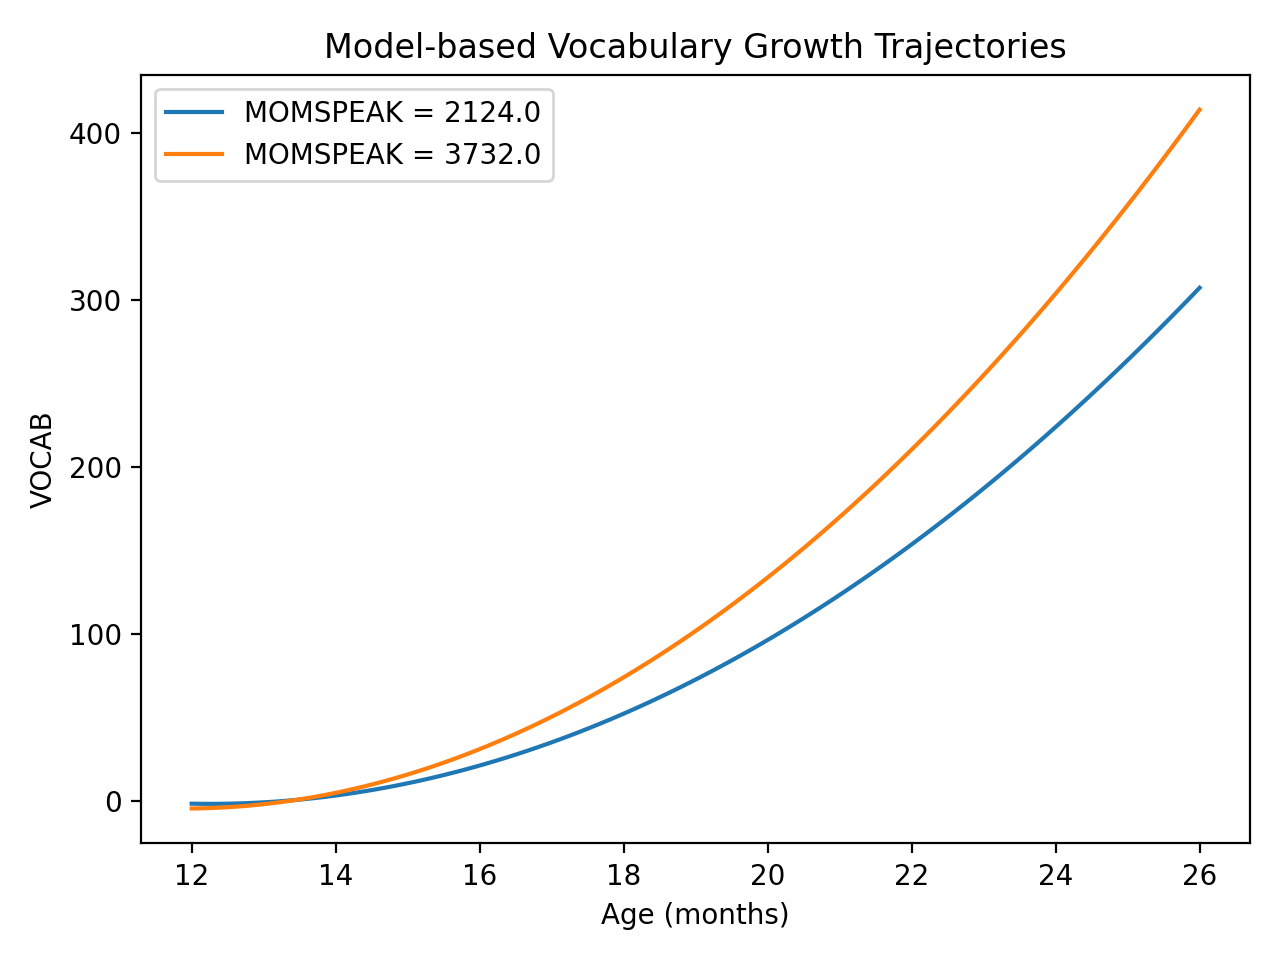 Model-based Vocabulary Growth Trajectories
MOMSPEAK = 2124.0
MOMSPEAK = 3732.0
400
300
200
100
0
VOCAB
12 14 16 18 20 22 24 26
Age (months)